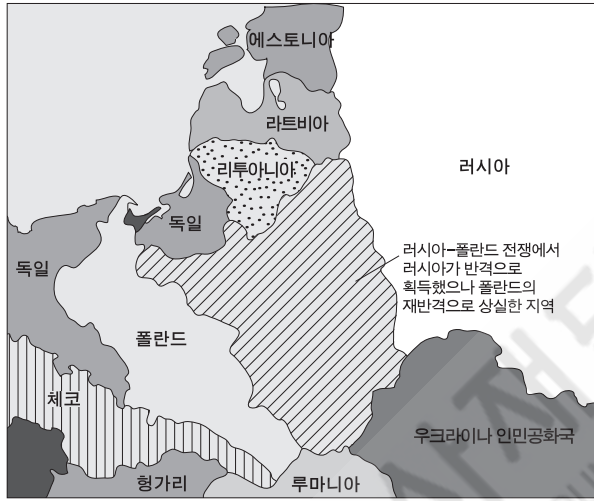 에스토니아
라트비아
리투아니아
러시아
독일
독일
러시아-폴란드 전쟁에서
러시아가 반격으로
획득했으나 폴란드의
재반격으로 상실한 지역
폴란드
체코
우크라이나 인민공화국
헝가리
루마니아